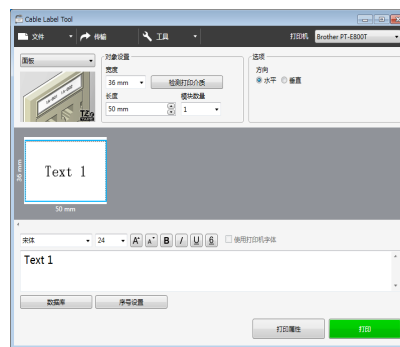 Cable Label Tool
文件 传输 工具 打印机 Brother PT-E800T
面板 对象设置 选项
宽度 方向
36 mm 检测打印介质 水平 垂直
长度 模块数量
50 mm 1
TZe
36 mm
Text 1
50 mm
宋体 24 A A B I U 使用打印机字体
Text 1
数据库 序号设置
打印属性 打印